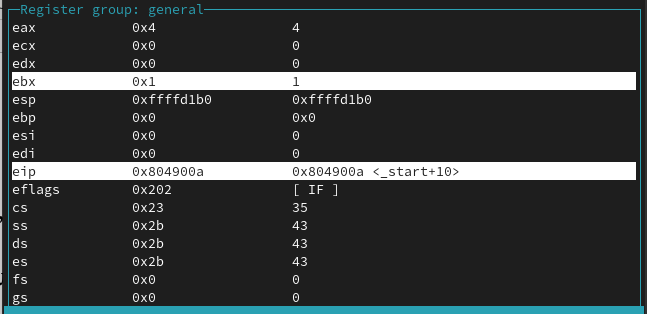 Register group: general
eax 0x4 4
ecx 0x0 0
edx 0x0 0
ebx 0x1 1
esp 0xffffd1b0 0xffffd1b0
ebp 0x0 0x0
esi 0x0 0
edi 0x0 0
eip 0x804900a 0x804900a <_start+10>
eflags 0x202 [ IF ]
cs 0x23 35
ss 0x2b 43
ds 0x2b 43
es 0x2b 43
fs 0x0 0
gs 0x0 0